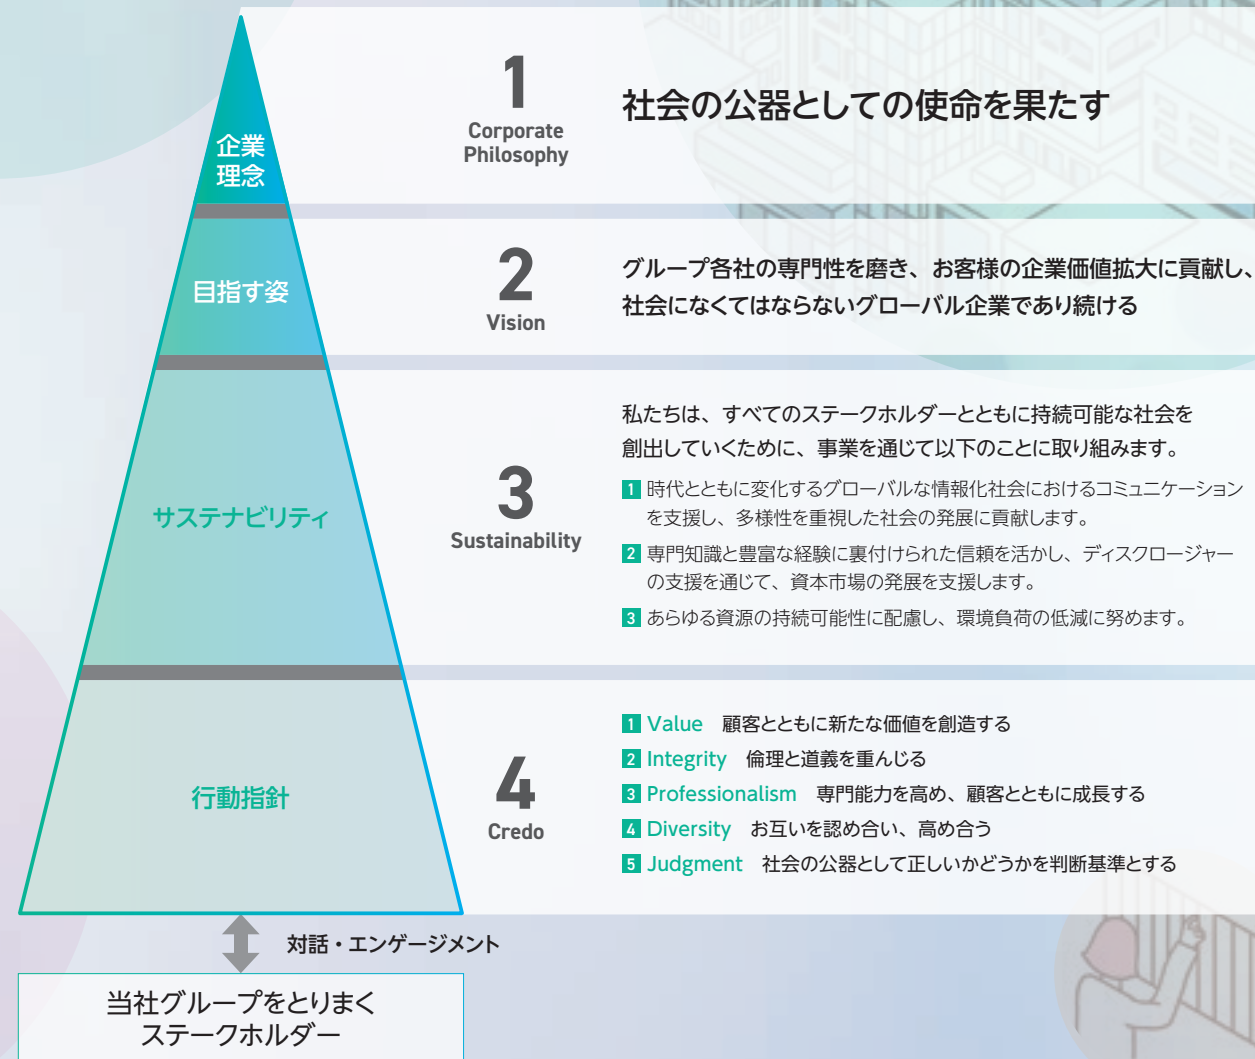 企業
理念
1
Corporate
Philosophy
社会の公器としての使命を果たす
目指す姿
2
Vision
グループ各社の専門性を磨き、お客様の企業価値拡大に貢献し、
社会になくてはならないグローバル企業であり続ける
サステナビリティ
3
Sustainability
私たちは、すべてのステークホルダーとともに持続可能な社会を
創出していくために、事業を通じて以下のことに取り組みます。
1 時代とともに変化するグローバルな情報化社会におけるコミュニケーション
を支援し、多様性を重視した社会の発展に貢献します。
2 専門知識と豊富な経験に裏付けられた信頼を活かし、ディスクロージャー
の支援を通じて、資本市場の発展を支援します。
3 あらゆる資源の持続可能性に配慮し、環境負荷の低減に努めます。
行動指針
4
Credo
1 Value 顧客とともに新たな価値を創造する
2 Integrity 倫理と道義を重んじる
3 Professionalism 専門能力を高め、顧客とともに成長する
4 Diversity お互いを認め合い、高め合う
5 Judgment 社会の公器として正しいかどうかを判断基準とする
対話・エンゲージメント
当社グループをとりまく
ステークホルダー